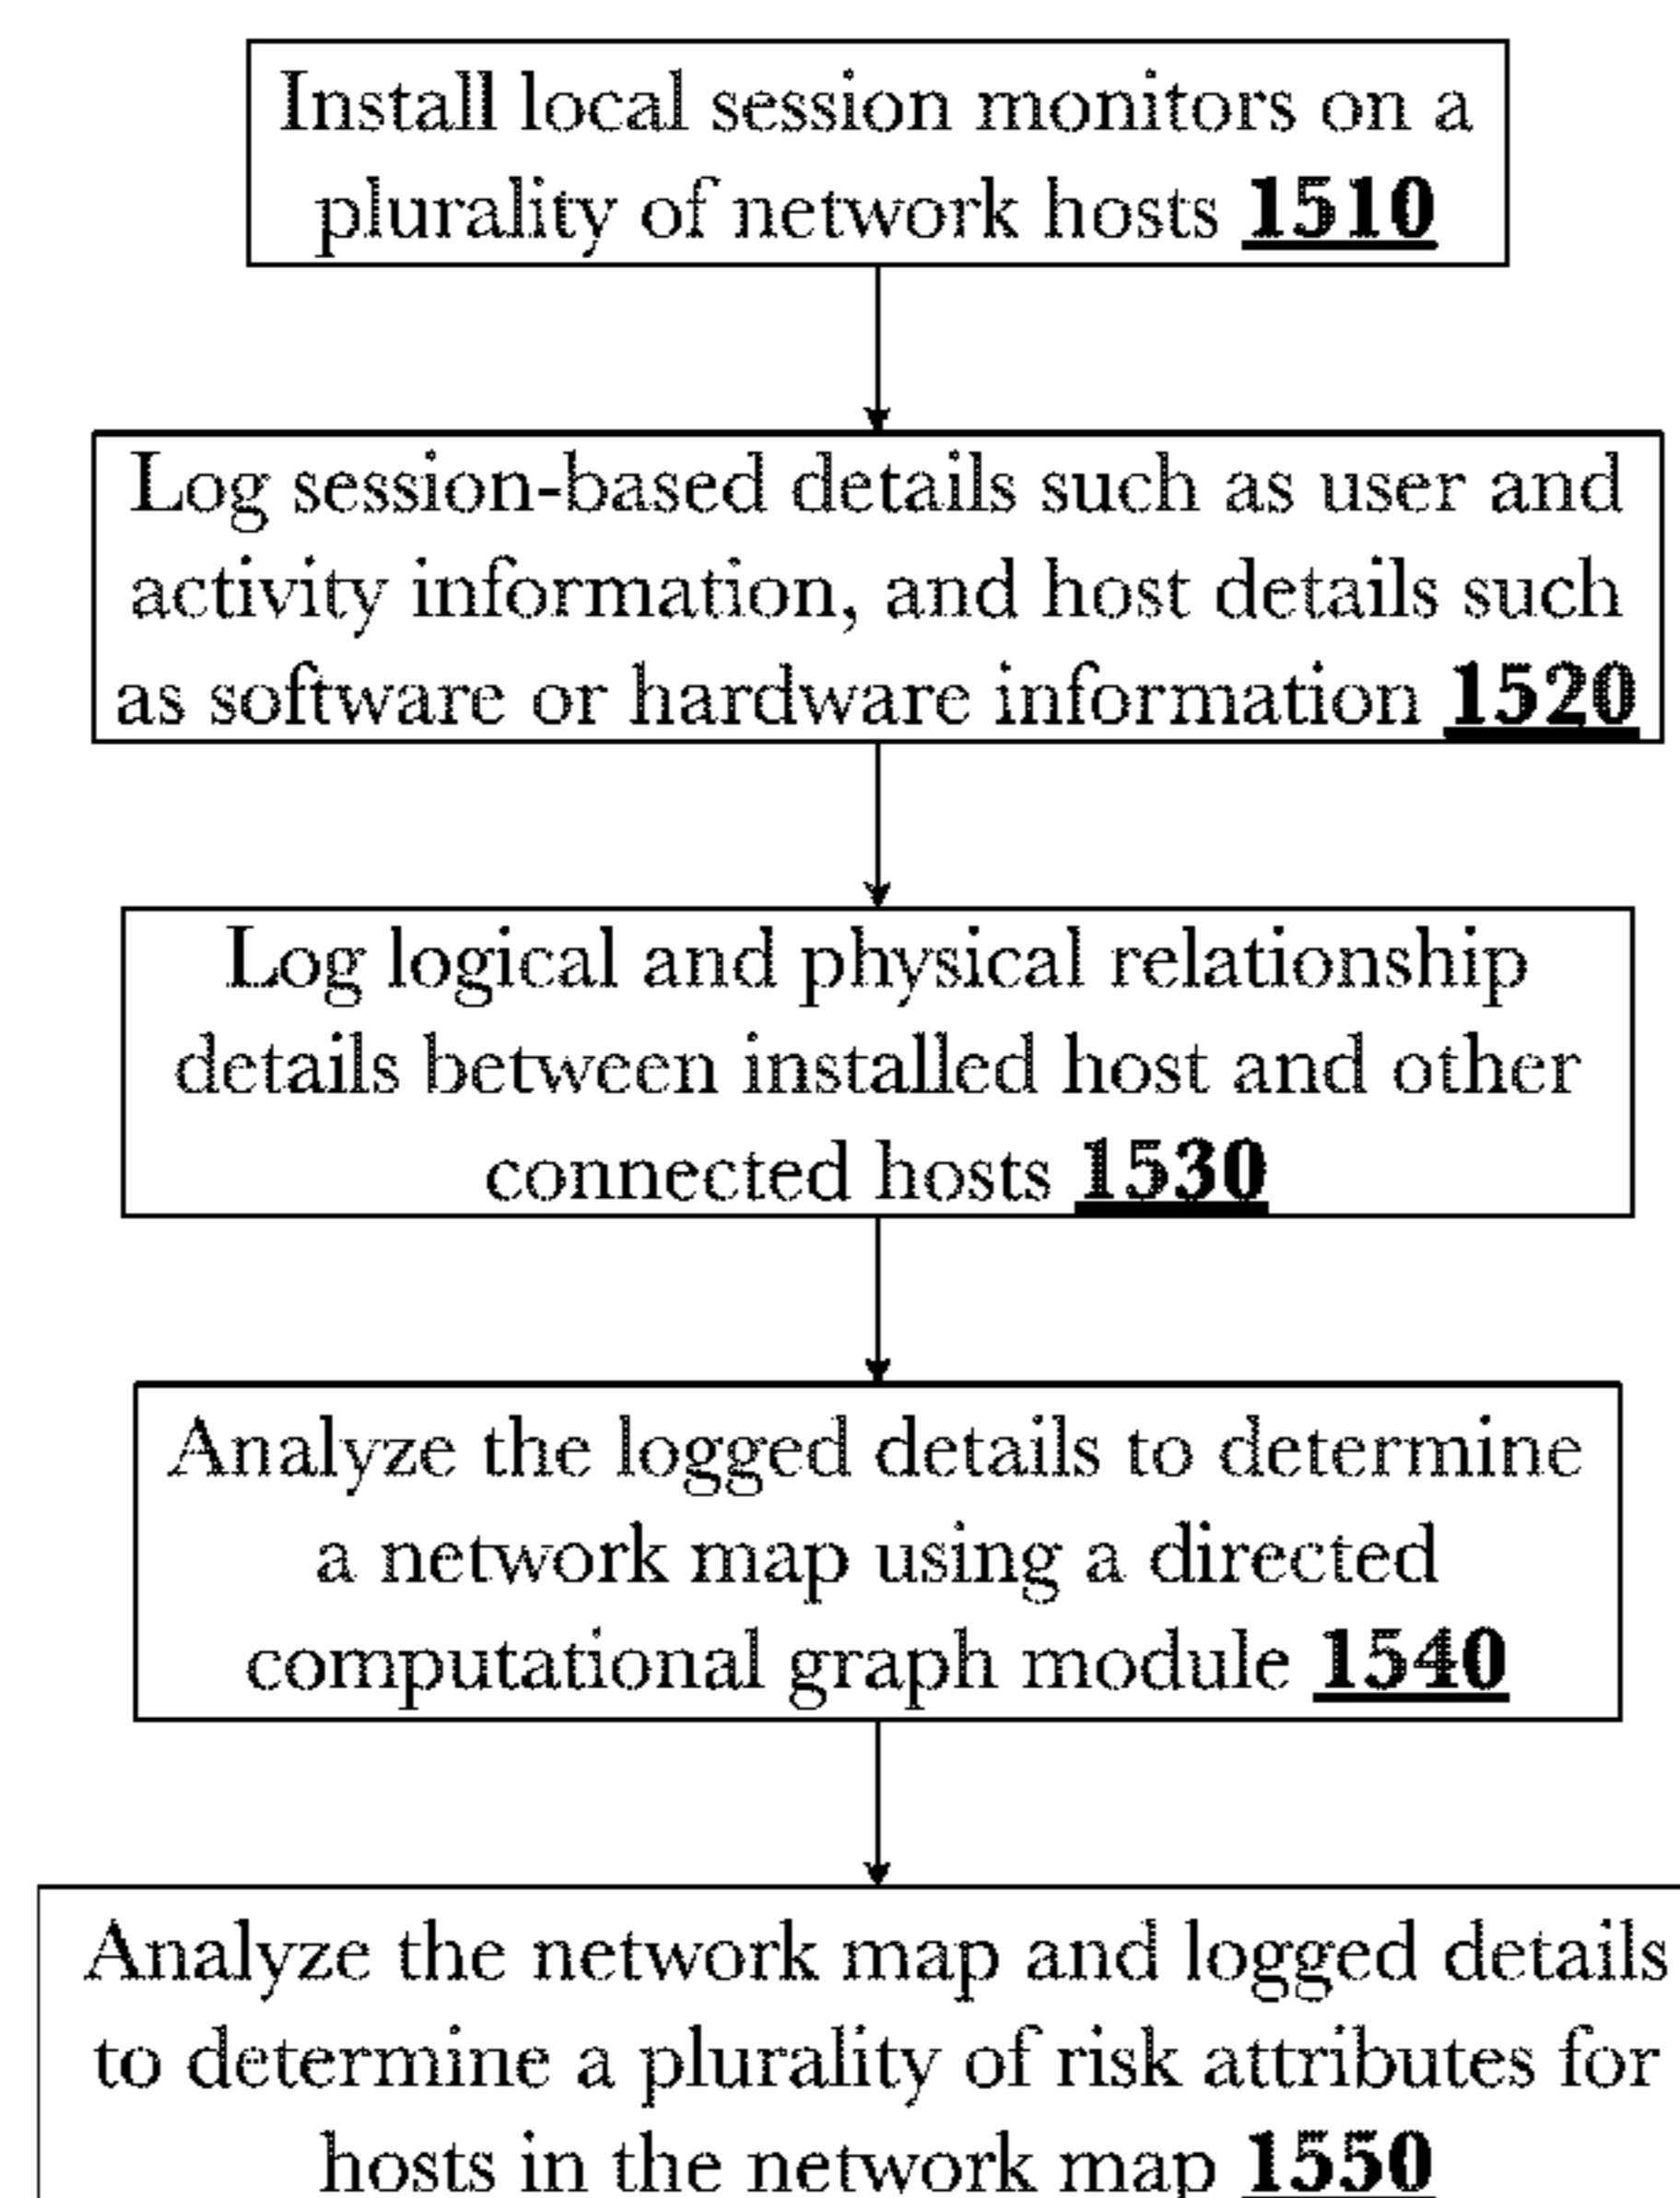 Install local session monitors on a
plurality of network hosts 1510
Log session-based details such as user and
activity information, and host details such
as software or hardware information 1520
Log logical and physical relationship
details between installed host and other
connected hosts 1530
Analyze the logged details to determine
a network map using a directed
computational graph module 1540
Analyze the network map and logged details
to determine a plurality of risk attributes for
hosts in the network map 1550